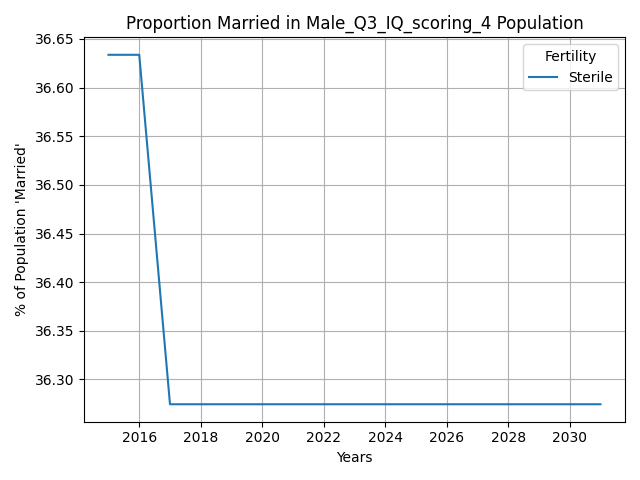 Proportion Married in Male_Q3_IQ_scoring_4 Population
Fertility
Sterile
% of Population 'Married'
36.65
36.60
36.55
36.50
36.45
36.40
36.35
36.30
2016 2018 2020 2022 2024 2026 2028 2030
Years